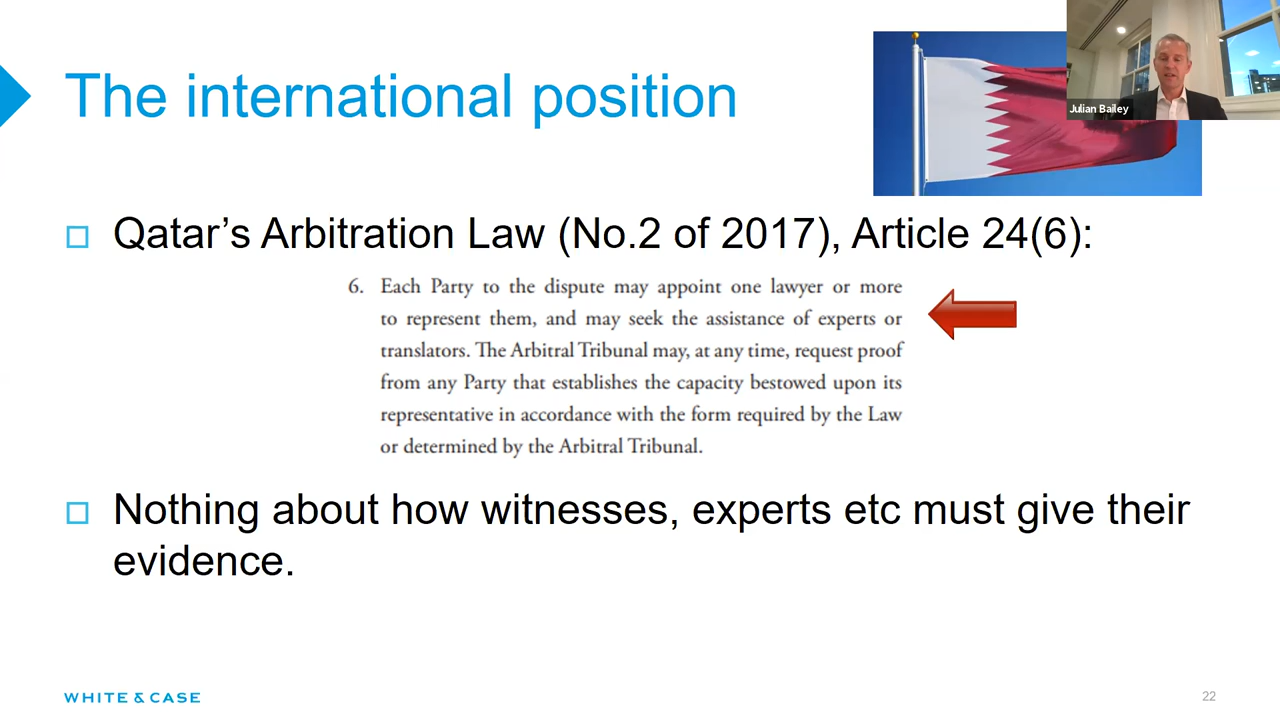 The international position
Julian Bailey
Qatar’s Arbitration Law (No.2 of 2017), Article 24(6):
6. Each Party to the dispute may appoint one lawyer or more
to represent them, and may seek the assistance of experts or
translators. The Arbitral Tribunal may, at any time, request proof
from any Party that establishes the capacity bestowed upon its
representative in accordance with the form required by the Law
or determined by the Arbitral Tribunal.
Nothing about how witnesses, experts etc must give their
evidence.
WHITE & CASE
22